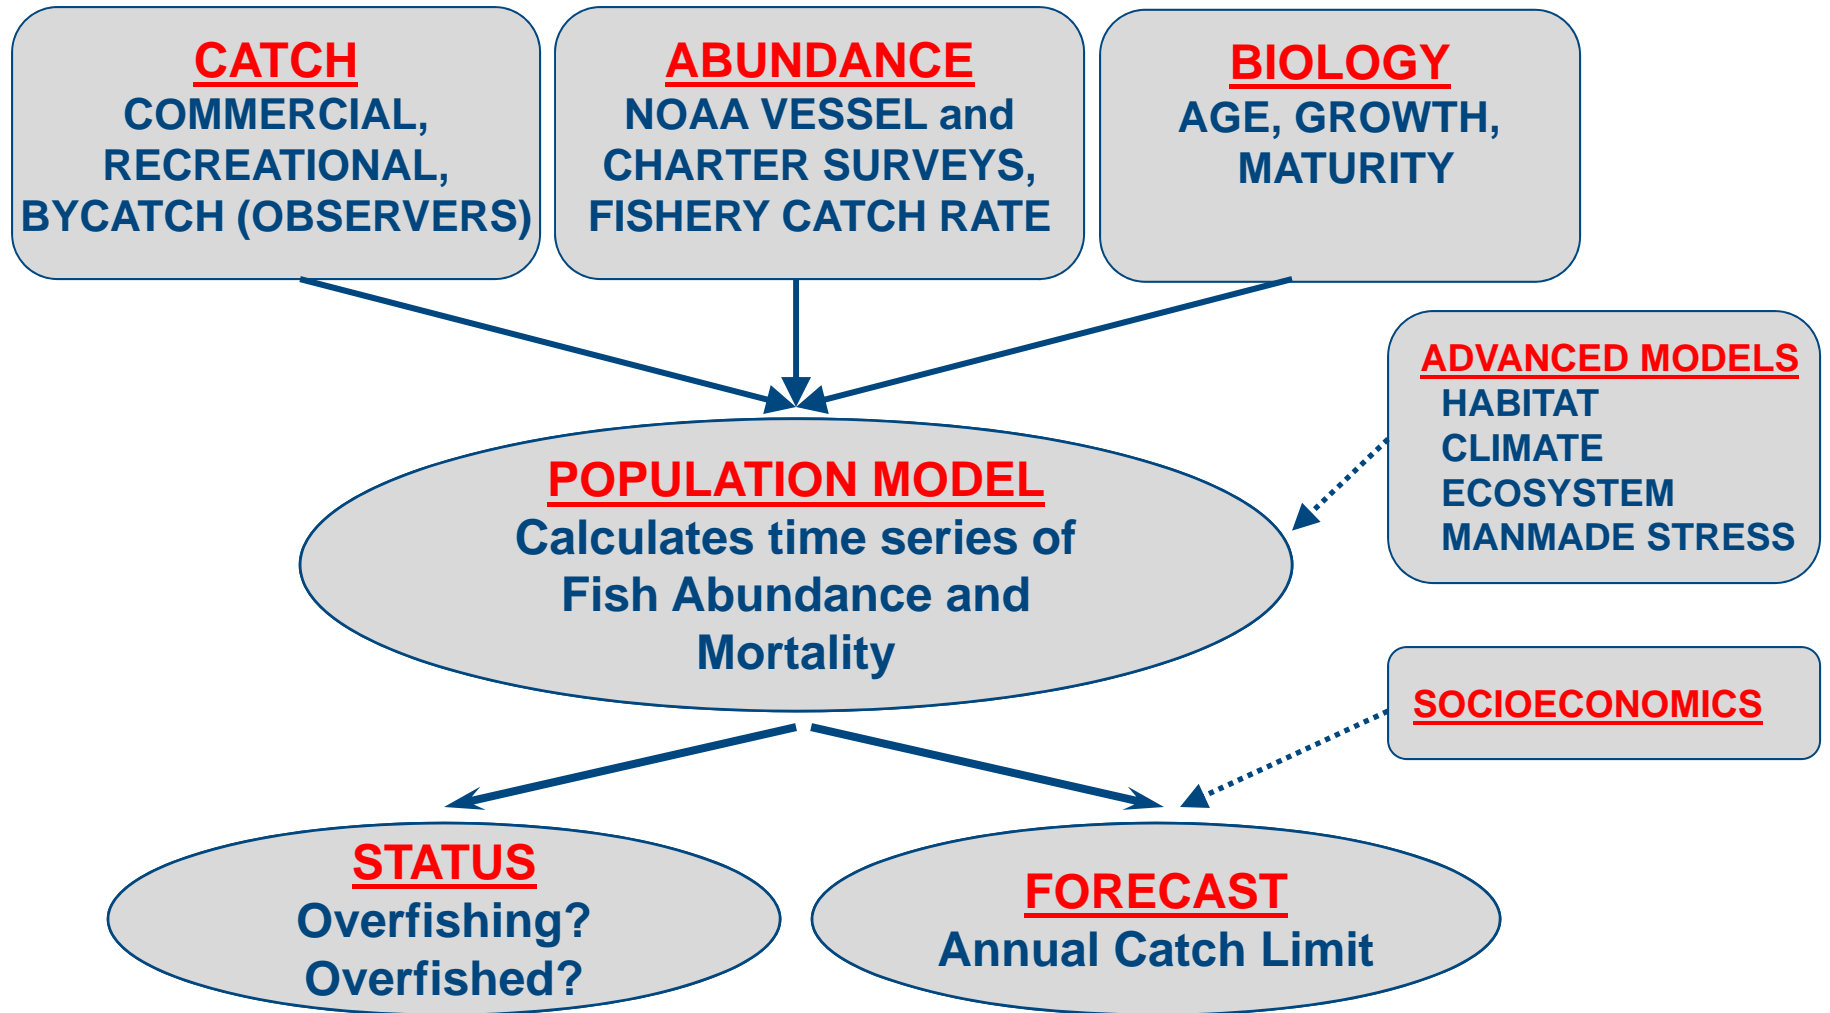 CATCH
COMMERCIAL,
RECREATIONAL,
BYCATCH (OBSERVERS)
ABUNDANCE
NOAA VESSEL and
CHARTER SURVEYS,
FISHERY CATCH RATE
BIOLOGY
AGE, GROWTH,
MATURITY
ADVANCED MODELS
HABITAT
CLIMATE
ECOSYSTEM
MANMADE STRESS
POPULATION MODEL
Calculates time series of
Fish Abundance and
Mortality
SOCIOECONOMICS
STATUS
Overfishing?
Overfished?
FORECAST
Annual Catch Limit